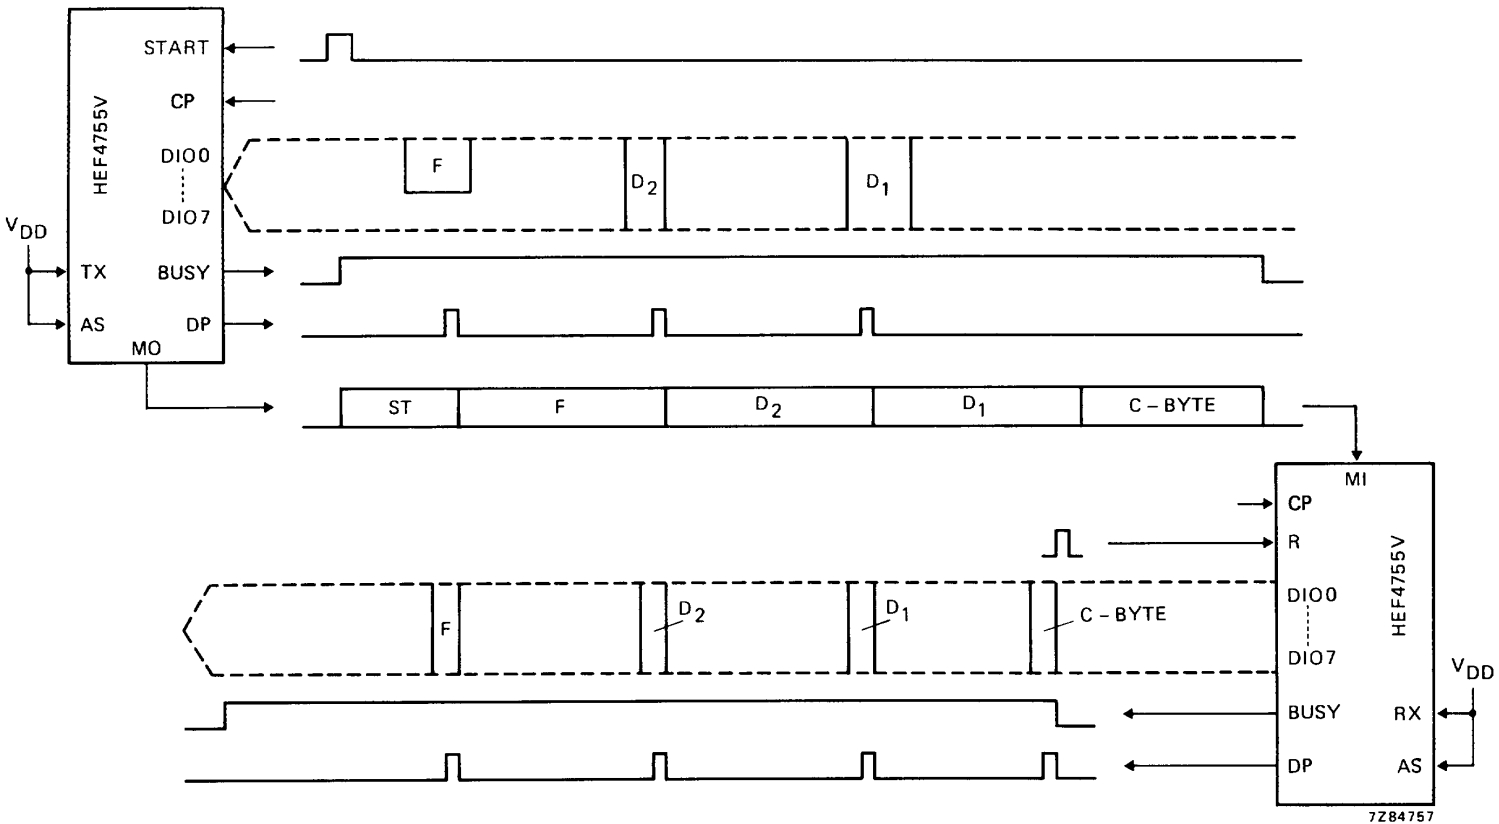 START
CP
HEF4755V
DIO0
F
D2
D1
DIO7
VDD
TX
BUSY
AS
DP
MO
ST
F
D2
D1
C-BYTE
MI
CP
R
HEF4755V
DIO0
F
D2
D1
C-BYTE
DIO7
VDD
BUSY
RX
DP
AS
7Z84757